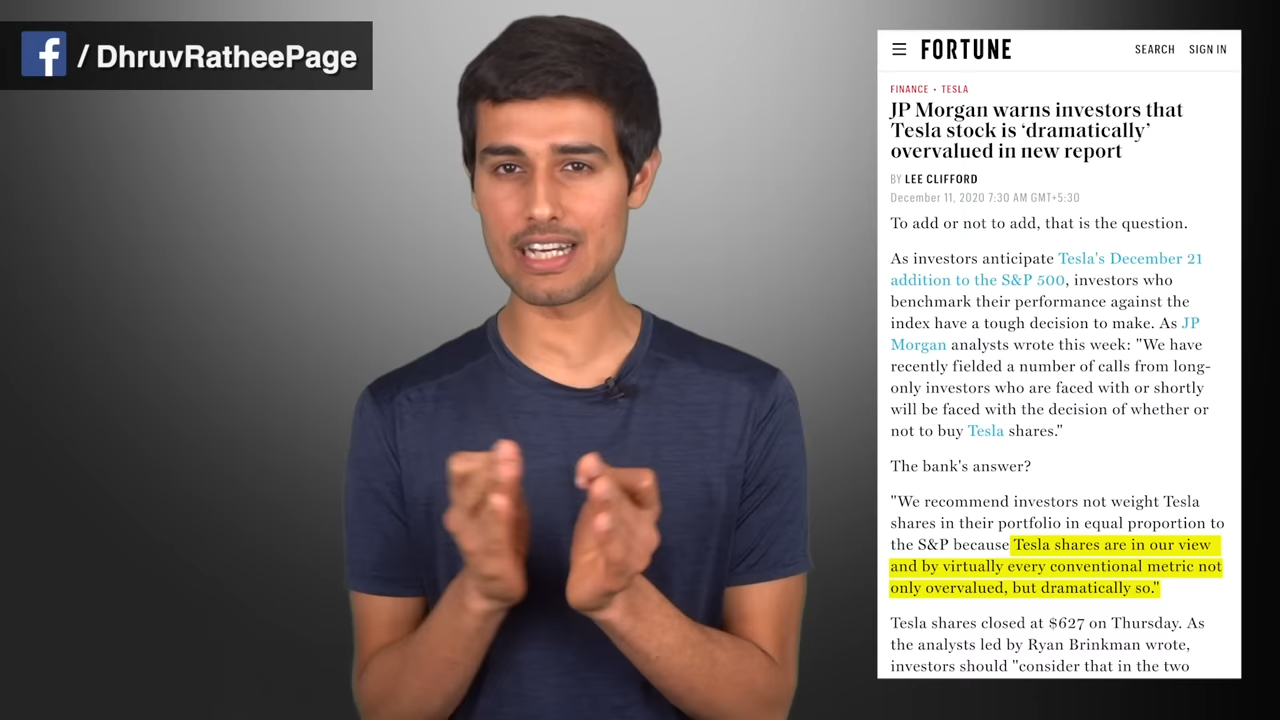 f / DhruvRatheePage
☰ FORTUNE SEARCH SIGN IN
FINANCE • TESLA
JP Morgan warns investors that
Tesla stock is ‘dramatically’
overvalued in new report
BY LEE CLIFFORD
December 11, 2020 7:30 AM GMT+5:30
To add or not to add, that is the question.
As investors anticipate Tesla's December 21
addition to the S&P 500, investors who
benchmark their performance against the
index have a tough decision to make. As JP
Morgan analysts wrote this week: "We have
recently fielded a number of calls from long-
only investors who are faced with or shortly
will be faced with the decision of whether or
not to buy Tesla shares."
The bank's answer?
"We recommend investors not weight Tesla
shares in their portfolio in equal proportion to
the S&P because Tesla shares are in our view
and by virtually every conventional metric not
only overvalued, but dramatically so."
Tesla shares closed at $627 on Thursday. As
the analysts led by Ryan Brinkman wrote,
investors should "consider that in the two